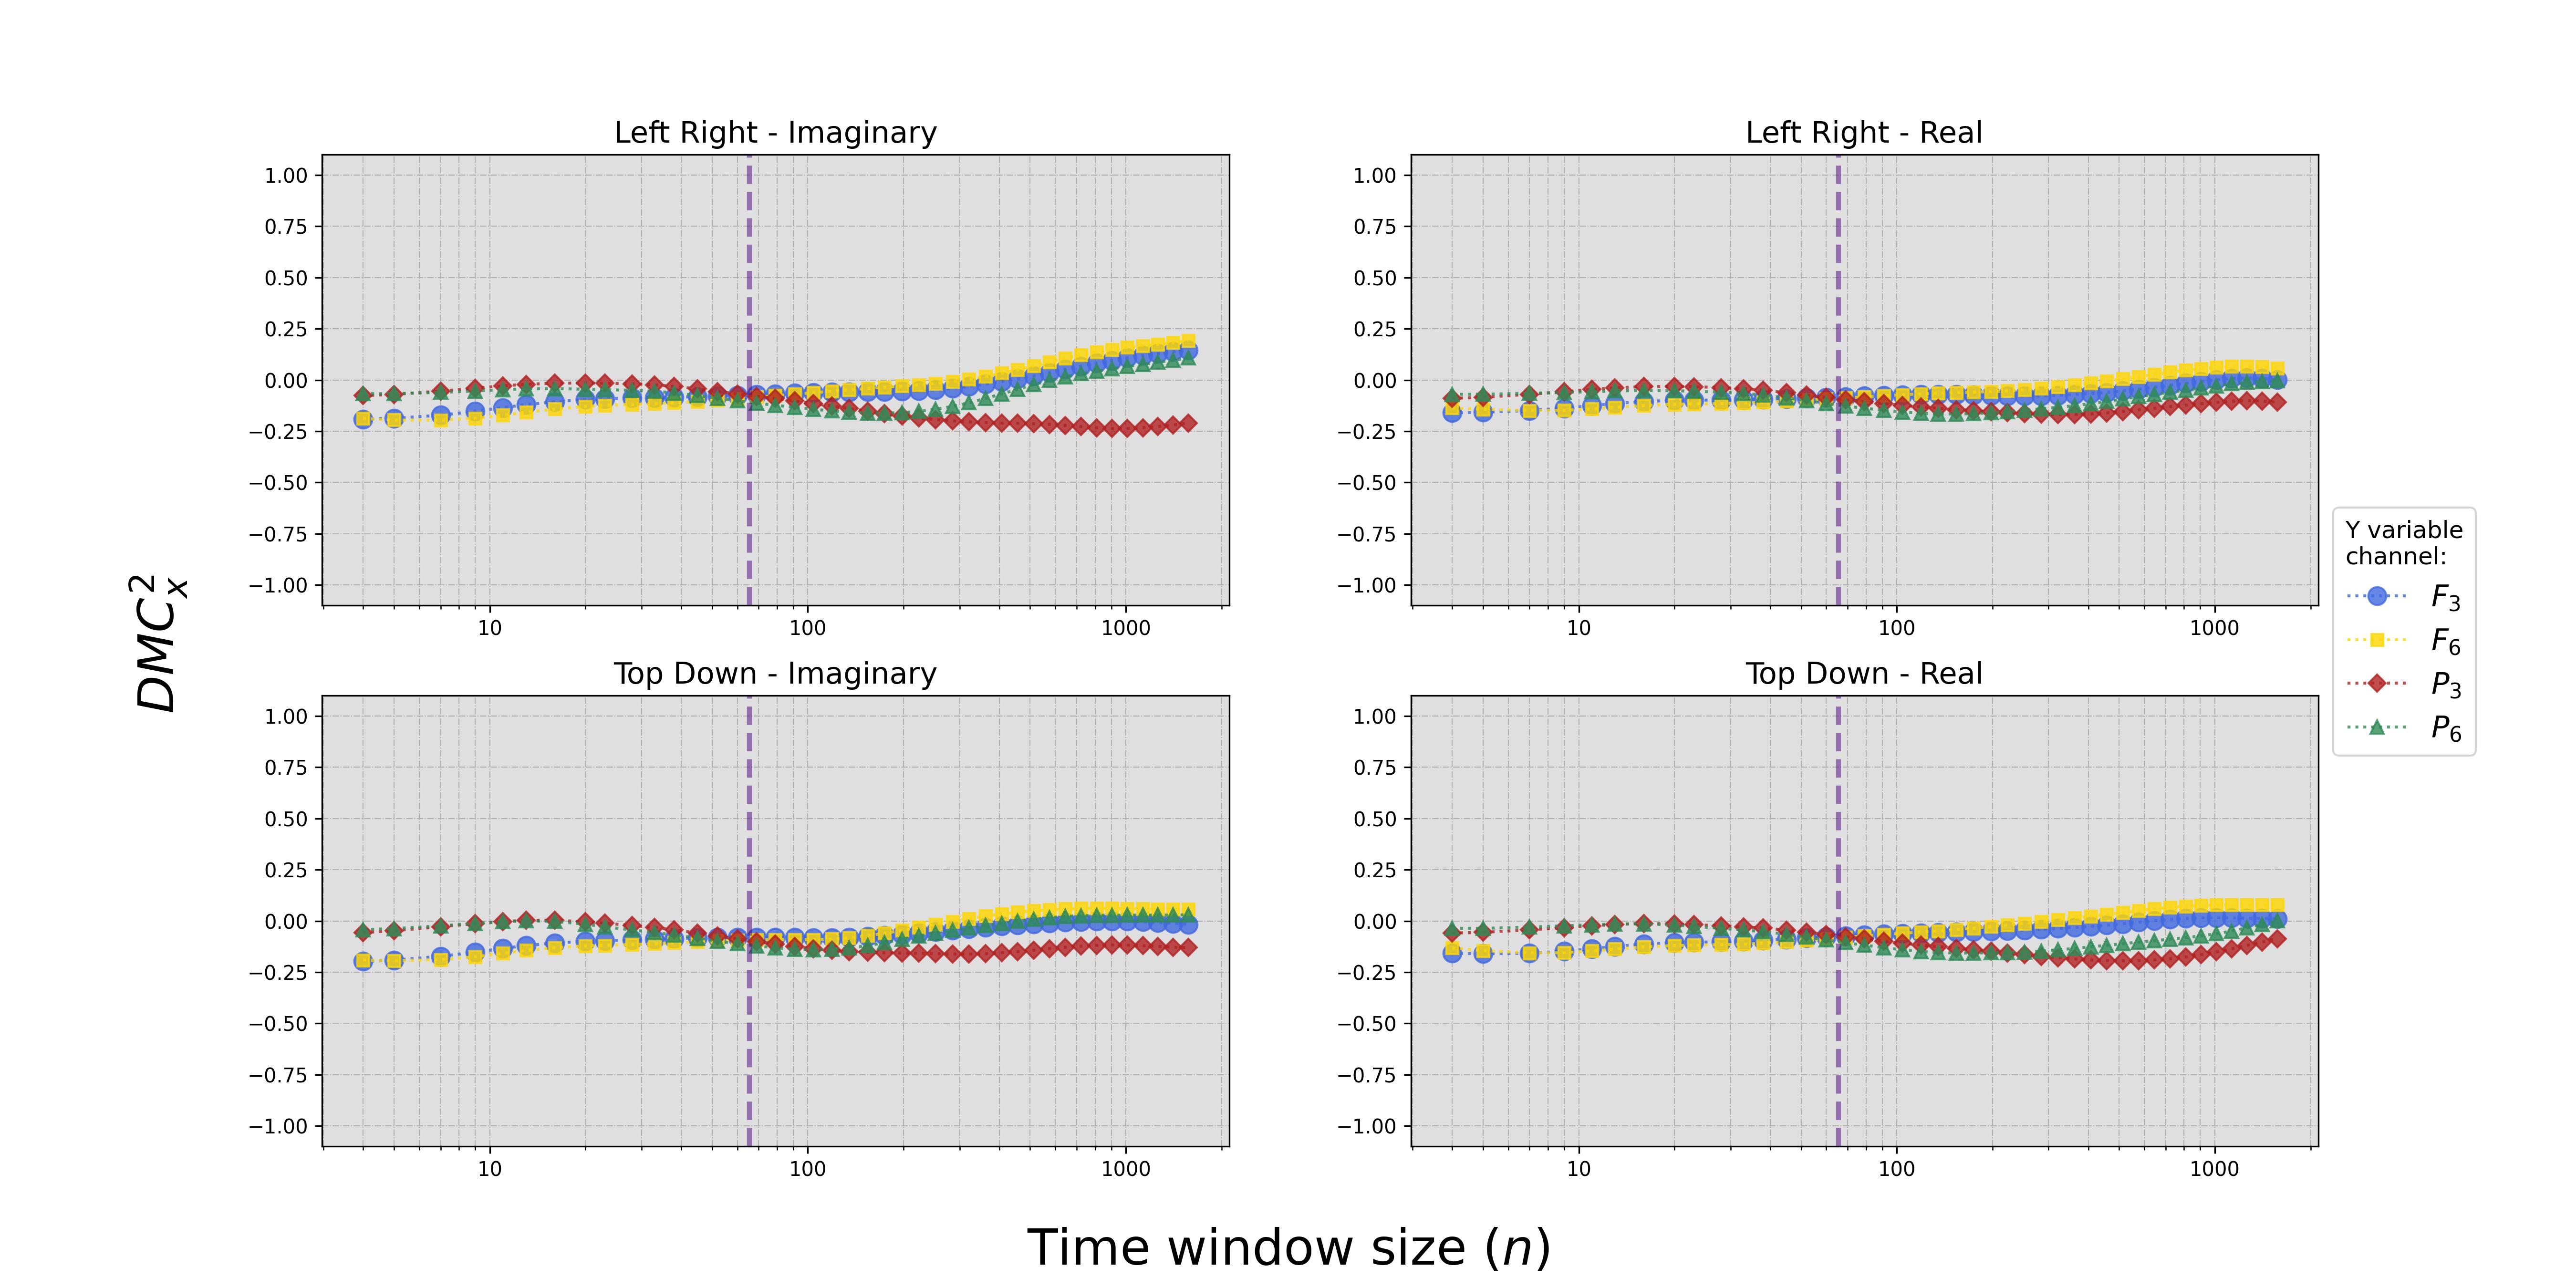 Left Right - Imaginary
1.00
0.75
0.50
0.25
0.00
−0.25
−0.50
−0.75
−1.00
10 100 1000
Left Right - Real
1.00
0.75
0.50
0.25
0.00
−0.25
−0.50
−0.75
−1.00
10 100 1000
Top Down - Imaginary
1.00
0.75
0.50
0.25
0.00
−0.25
−0.50
−0.75
−1.00
10 100 1000
Top Down - Real
1.00
0.75
0.50
0.25
0.00
−0.25
−0.50
−0.75
−1.00
10 100 1000
DMC²ₓ
Time window size (n)
Y variable
channel:
F₃
F₆
P₃
P₆